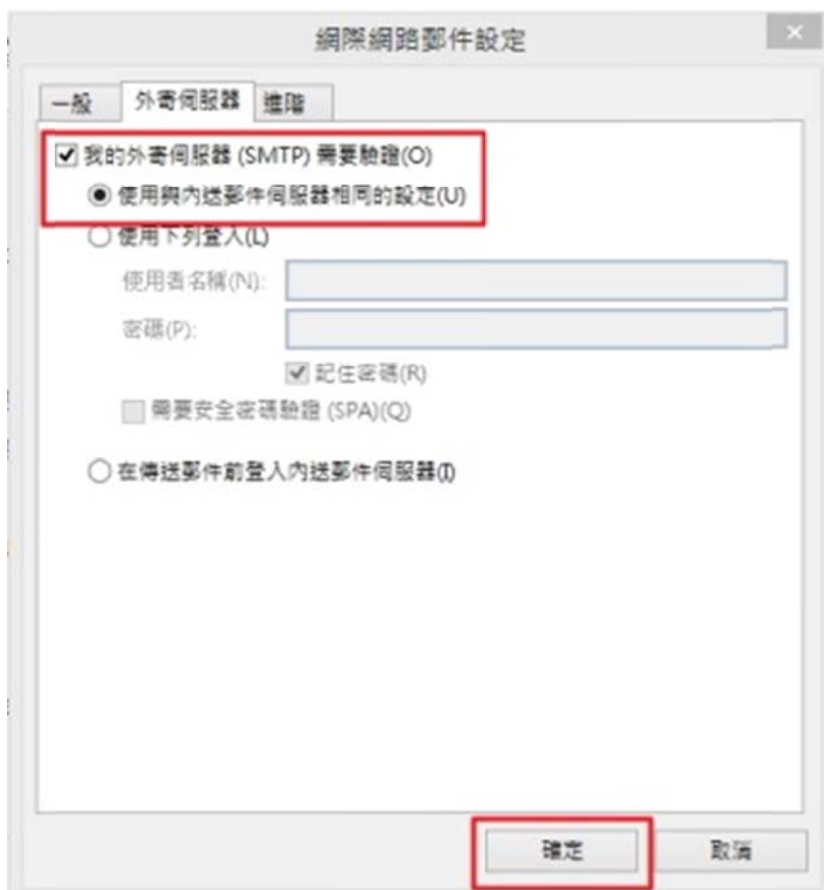 網際網路郵件設定
一般 外寄伺服器 進階
我的外寄伺服器 (SMTP) 需要驗證(O)
使用與內送郵件伺服器相同的設定(U)
使用下列登入(L)
使用者名稱(N):
密碼(P):
記住密碼(R)
需要安全密碼驗證 (SPA)(Q)
在傳送郵件前登入內送郵件伺服器(I)
確定 取消